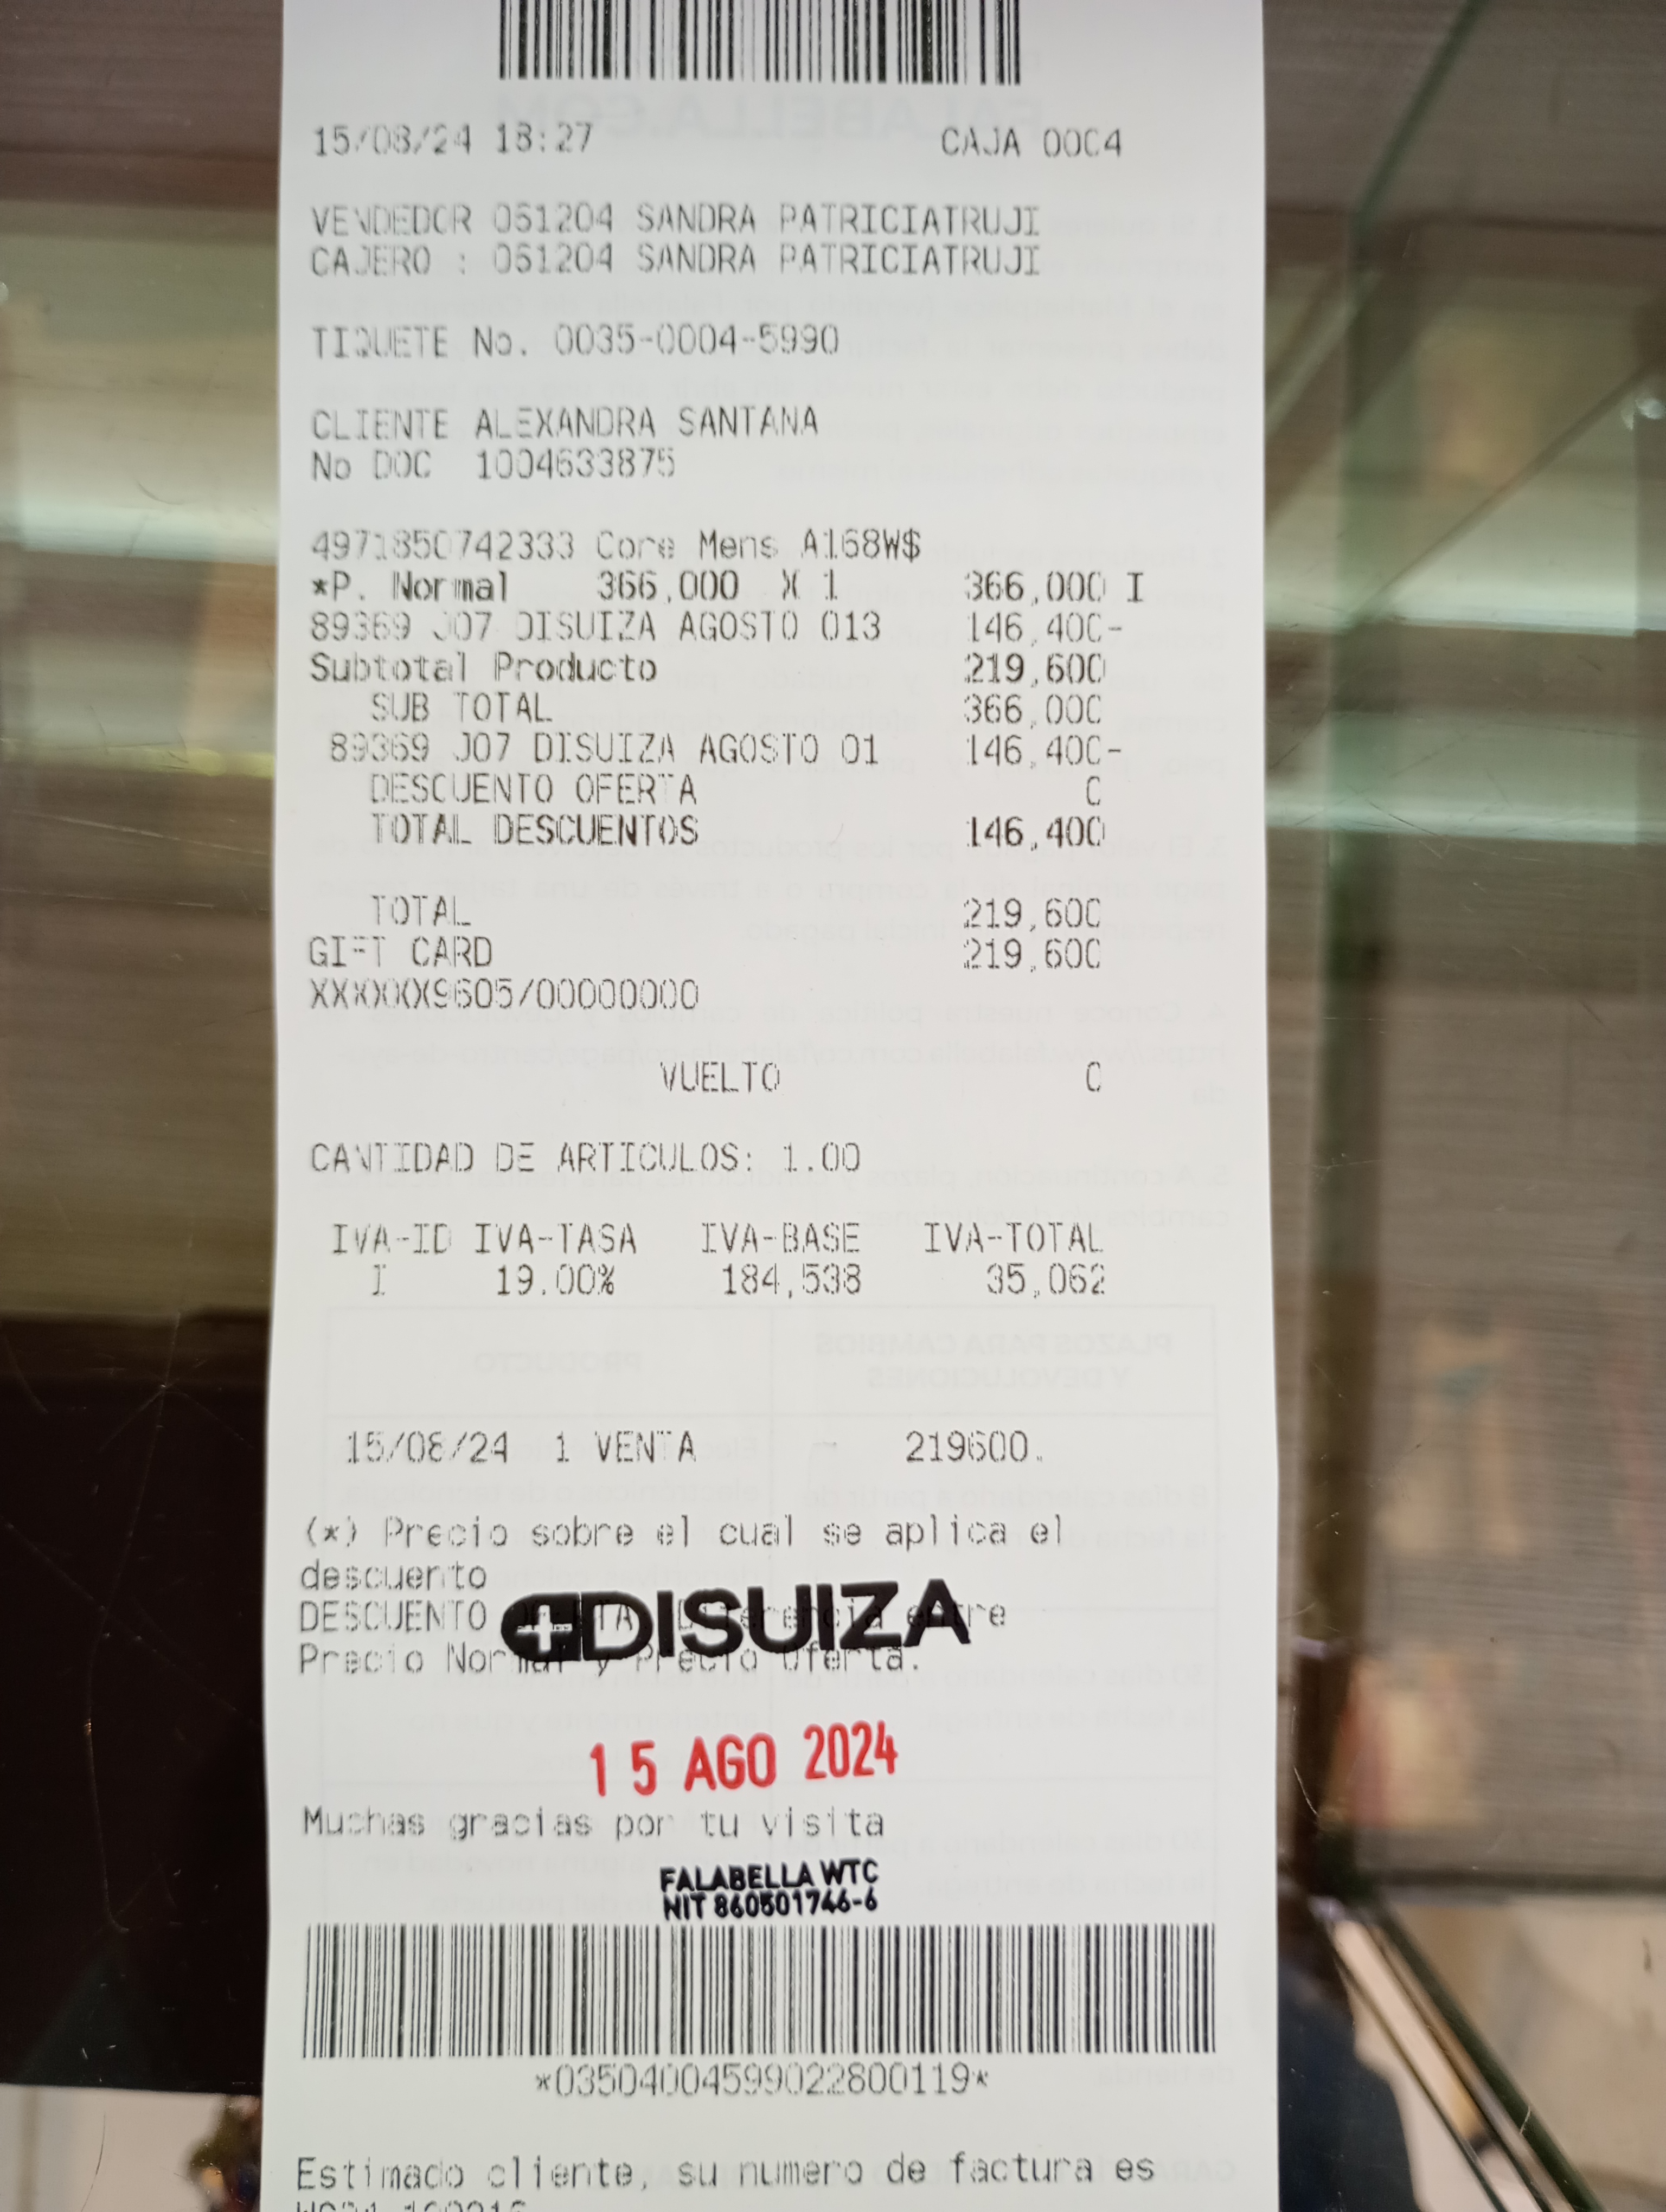 15/08/24 18:27 CAJA 0004
VENDEDOR 051204 SANDRA PATRICIATRUJI
CAJERO : 051204 SANDRA PATRICIATRUJI
TIQUETE No. 0035-0004-5990
CLIENTE ALEXANDRA SANTANA
No DOC 1004633875
4971850742333 Core Mens A168W$
*P. Normal 366,000 X 1 366,000 I
89369 J07 DISUIZA AGOSTO 013 146,400-
Subtotal Producto 219,600
SUB TOTAL 366,000
89369 J07 DISUIZA AGOSTO 01 146,400-
DESCUENTO OFERTA 0
TOTAL DESCUENTOS 146,400
TOTAL 219,600
GIFT CARD 219,600
XXXXXX9605/00000000
VUELTO 0
CANTIDAD DE ARTICULOS: 1.00
IVA-ID IVA-TASA IVA-BASE IVA-TOTAL
I 19.00% 184,538 35,062
15/08/24 1 VENTA - 219600.
(*) Precio sobre el cual se aplica el
descuento
DESCUENTO OFERTA: Diferencia entre
DISUIZA
Precio Normal y Precio Oferta.
15 AGO 2024
Muchas gracias por tu visita
FALABELLA WTC
NIT 860501746-6
*03504004599022800119*
Estimado cliente, su numero de factura es